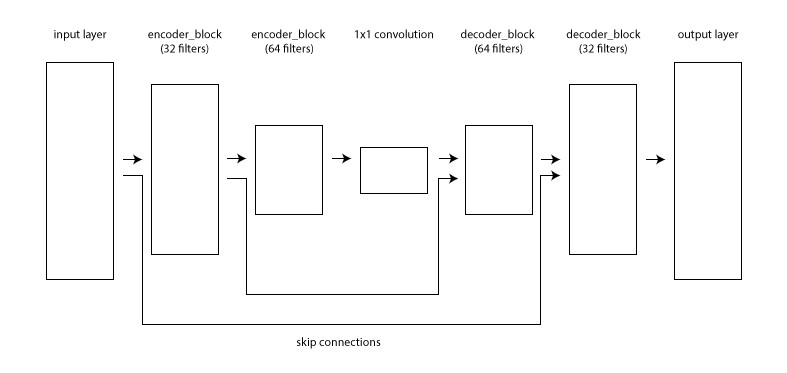 input layer
encoder_block
(32 filters)
encoder_block
(64 filters)
1x1 convolution
decoder_block
(64 filters)
decoder_block
(32 filters)
output layer
skip connections